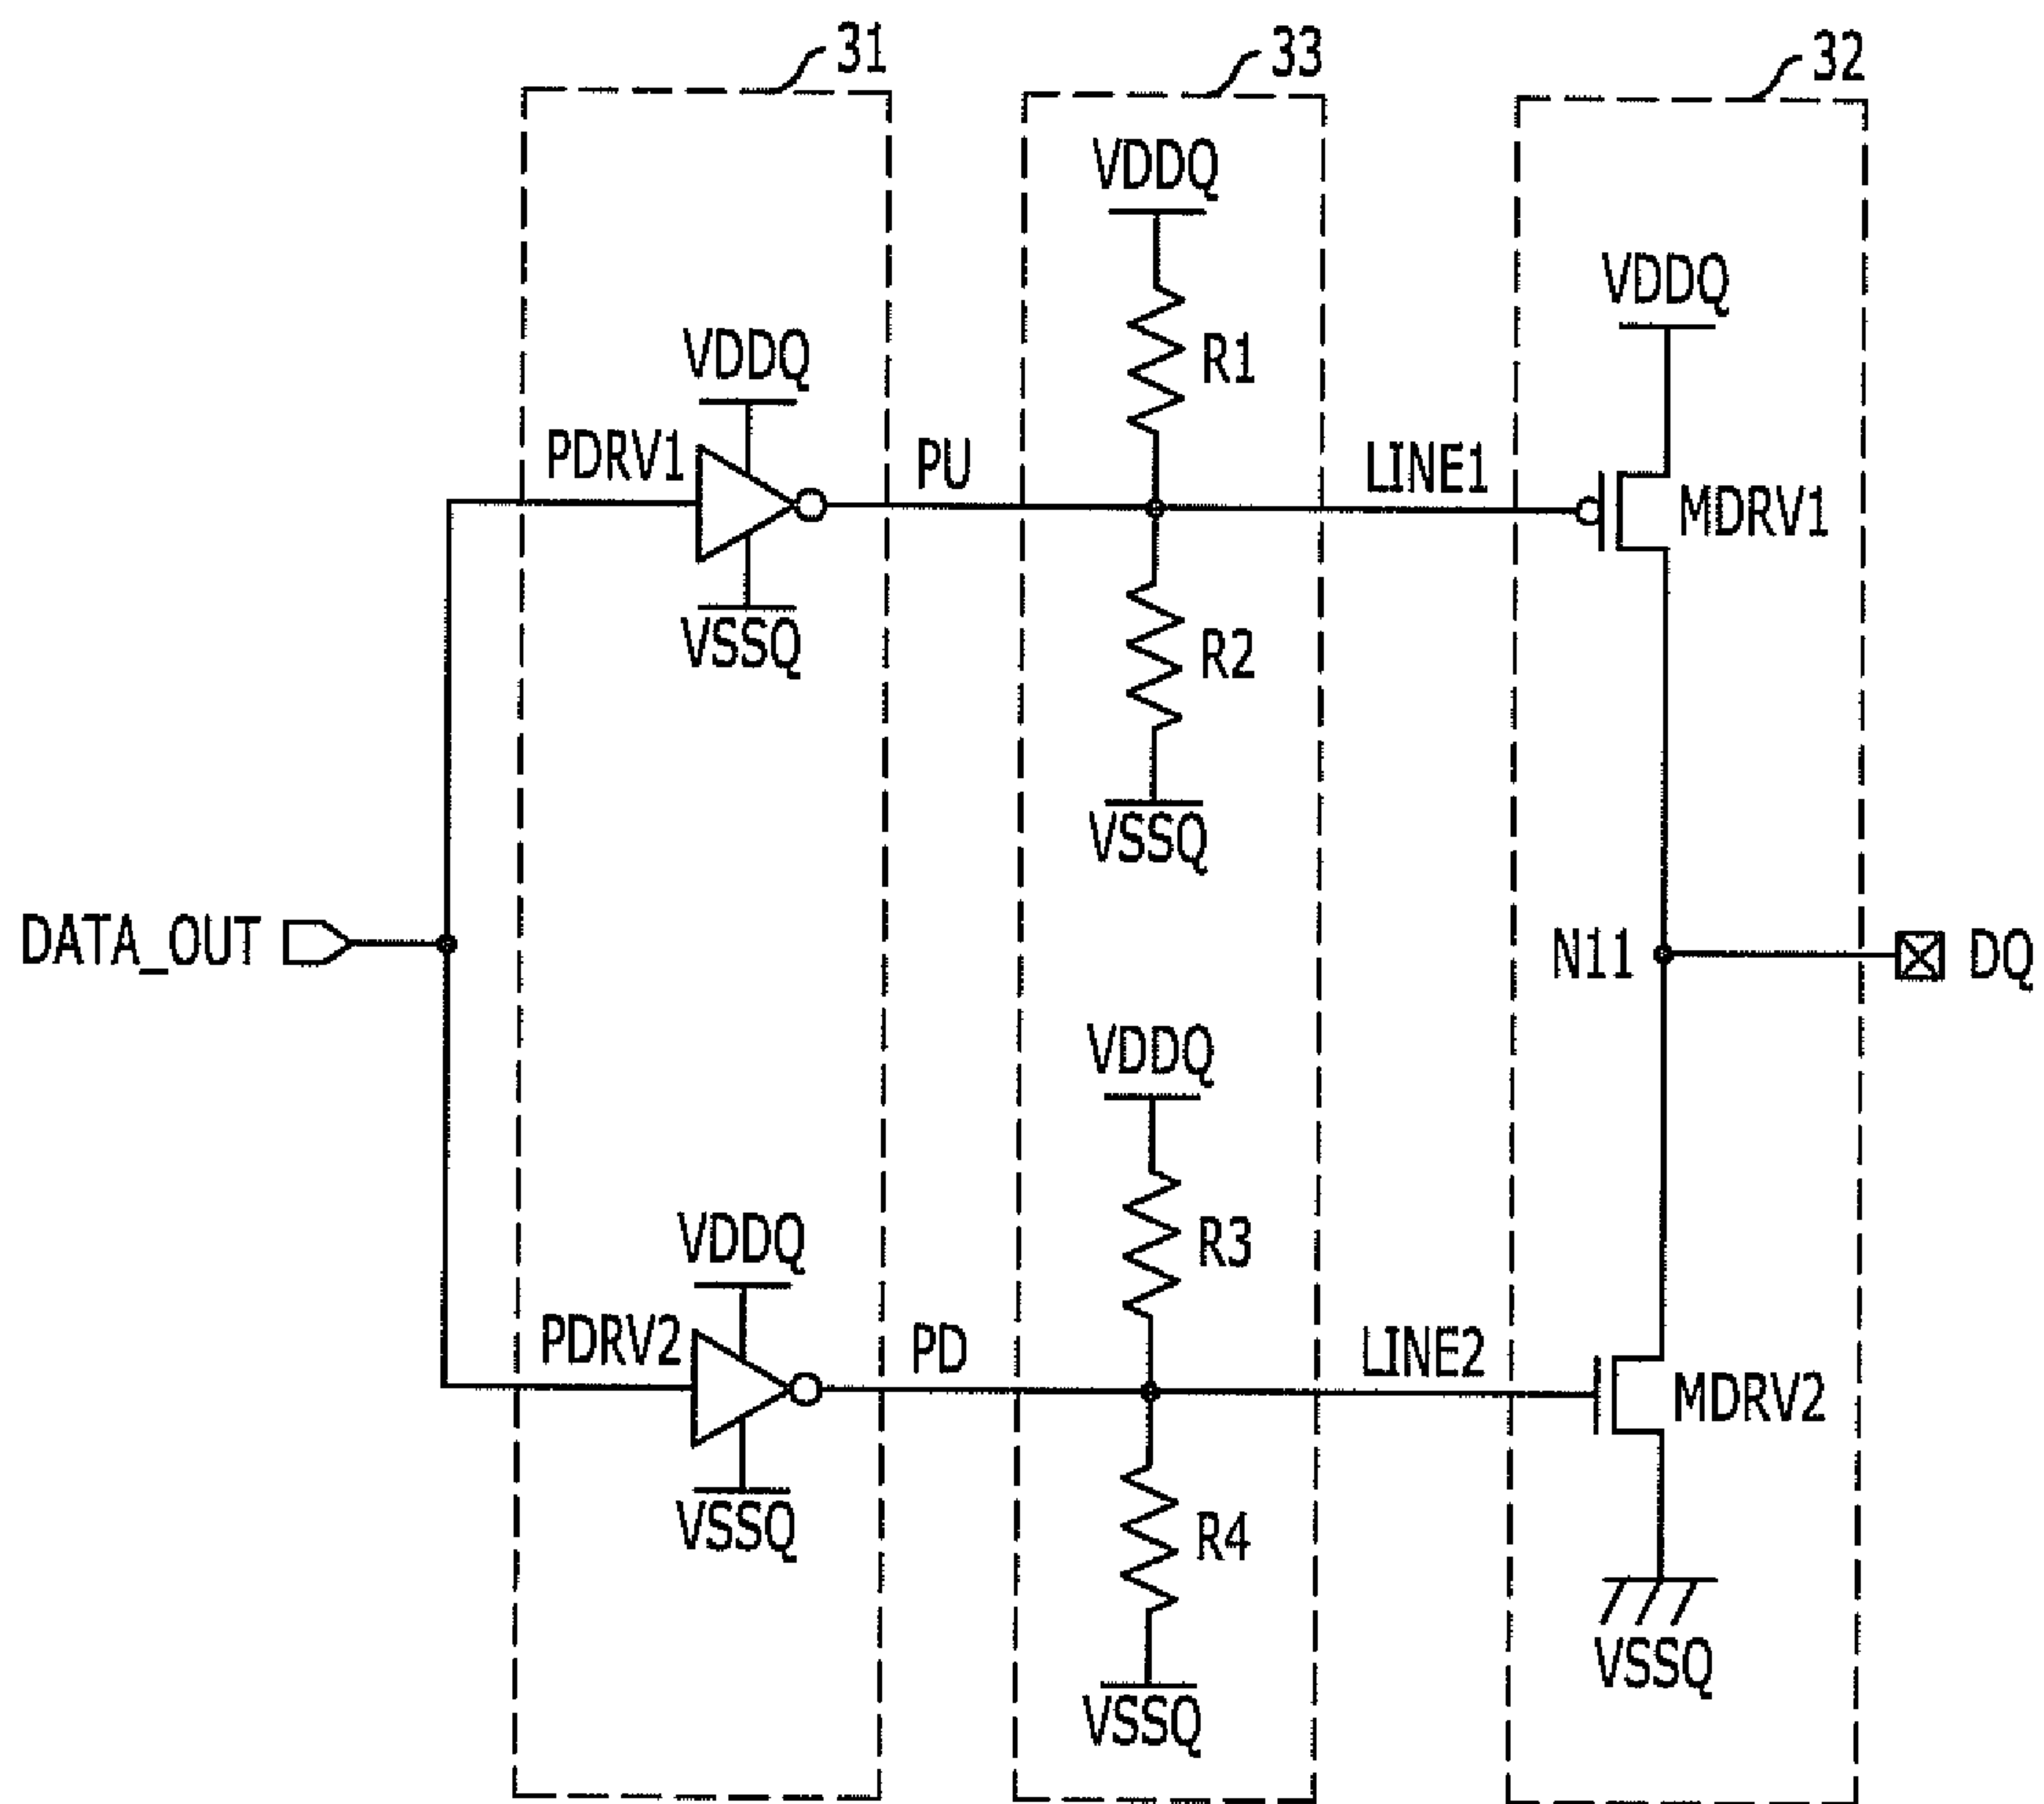 31
33
32
VDDQ
VDDQ
VDDQ
R1
PDRV1
PU
LINE1
MDRV1
VSSQ
R2
VSSQ
DATA_OUT
N11
DQ
VDDQ
VDDQ
R3
PDRV2
PD
LINE2
MDRV2
VSSQ
R4
VSSQ
VSSQ